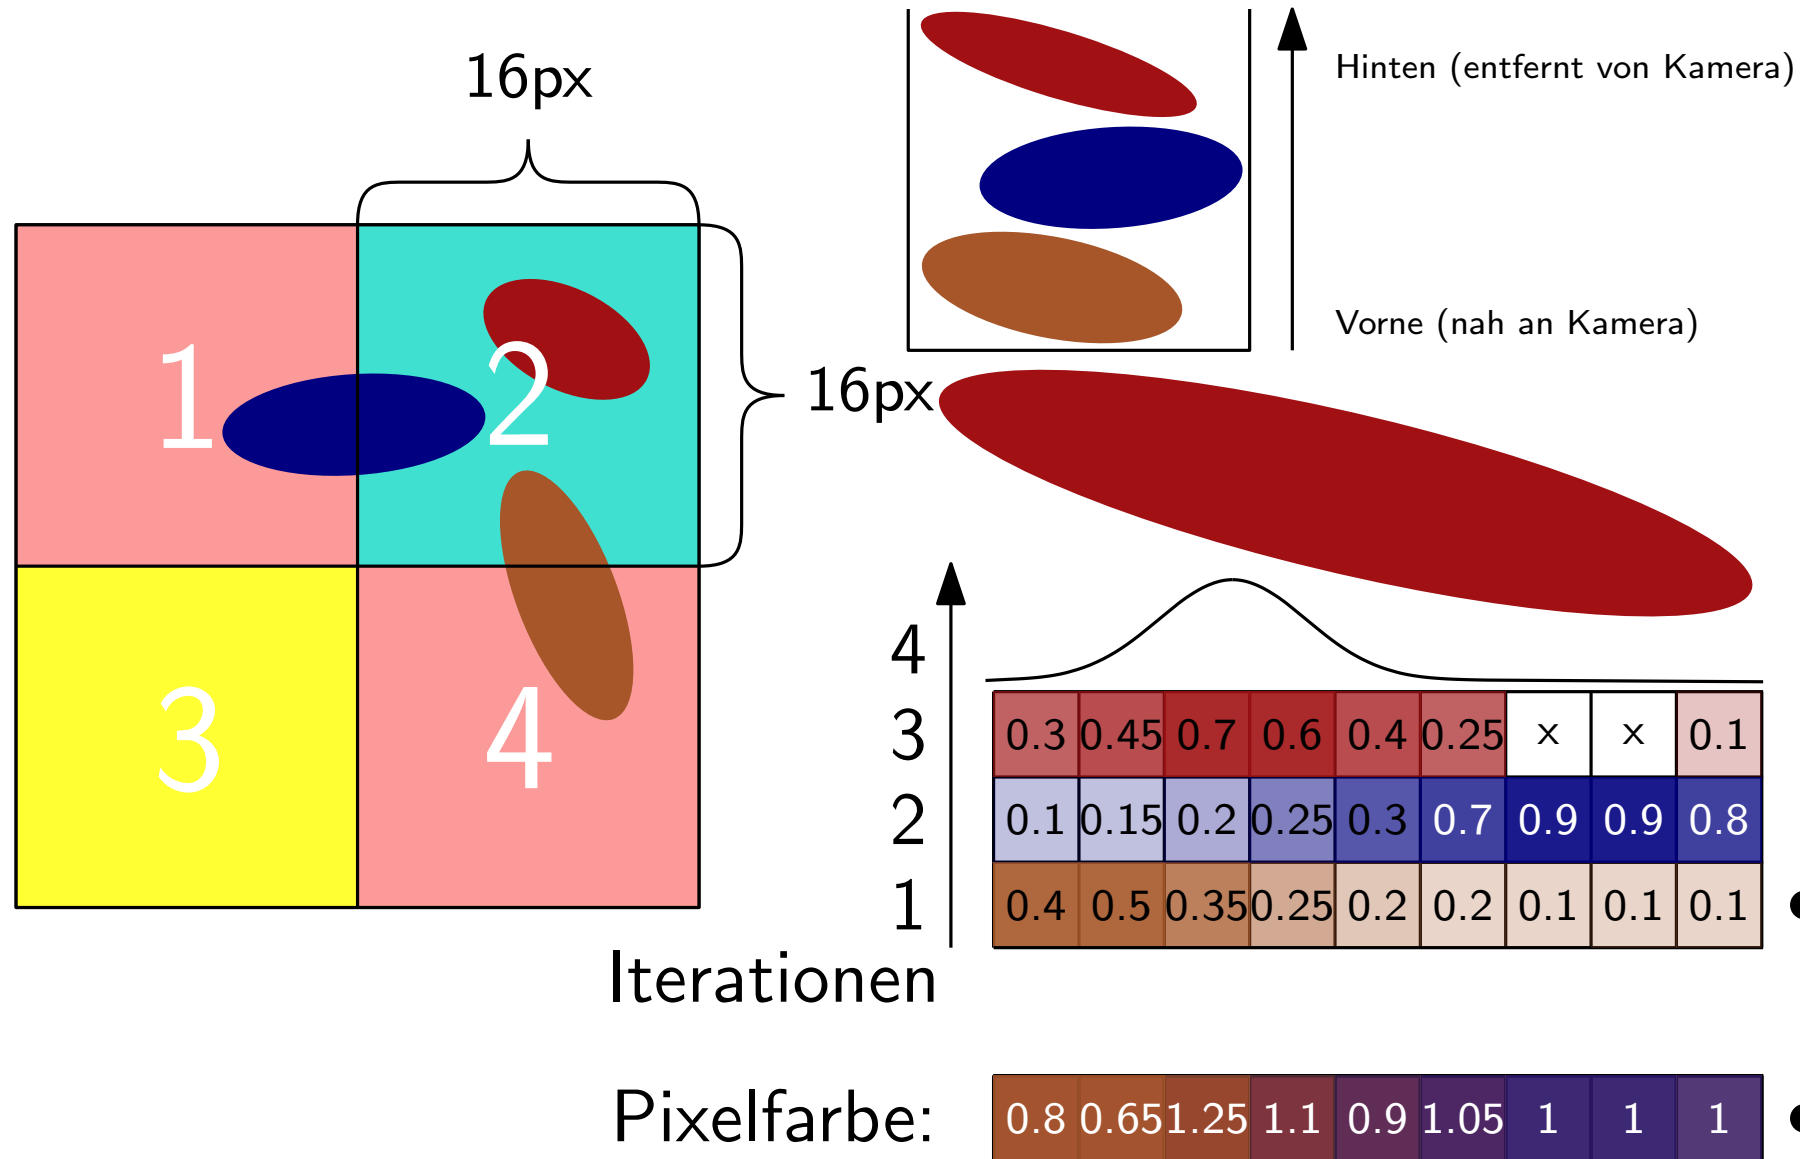 16px
Hinten (entfernt von Kamera)
Vorne (nah an Kamera)
16px
1
2
3
4
4
3
0.3 0.45 0.7 0.6 0.4 0.25 x x 0.1
2
0.1 0.15 0.2 0.25 0.3 0.7 0.9 0.9 0.8
1
0.4 0.5 0.35 0.25 0.2 0.2 0.1 0.1 0.1
Iterationen
Pixelfarbe: 0.8 0.65 1.25 1.1 0.9 1.05 1 1 1